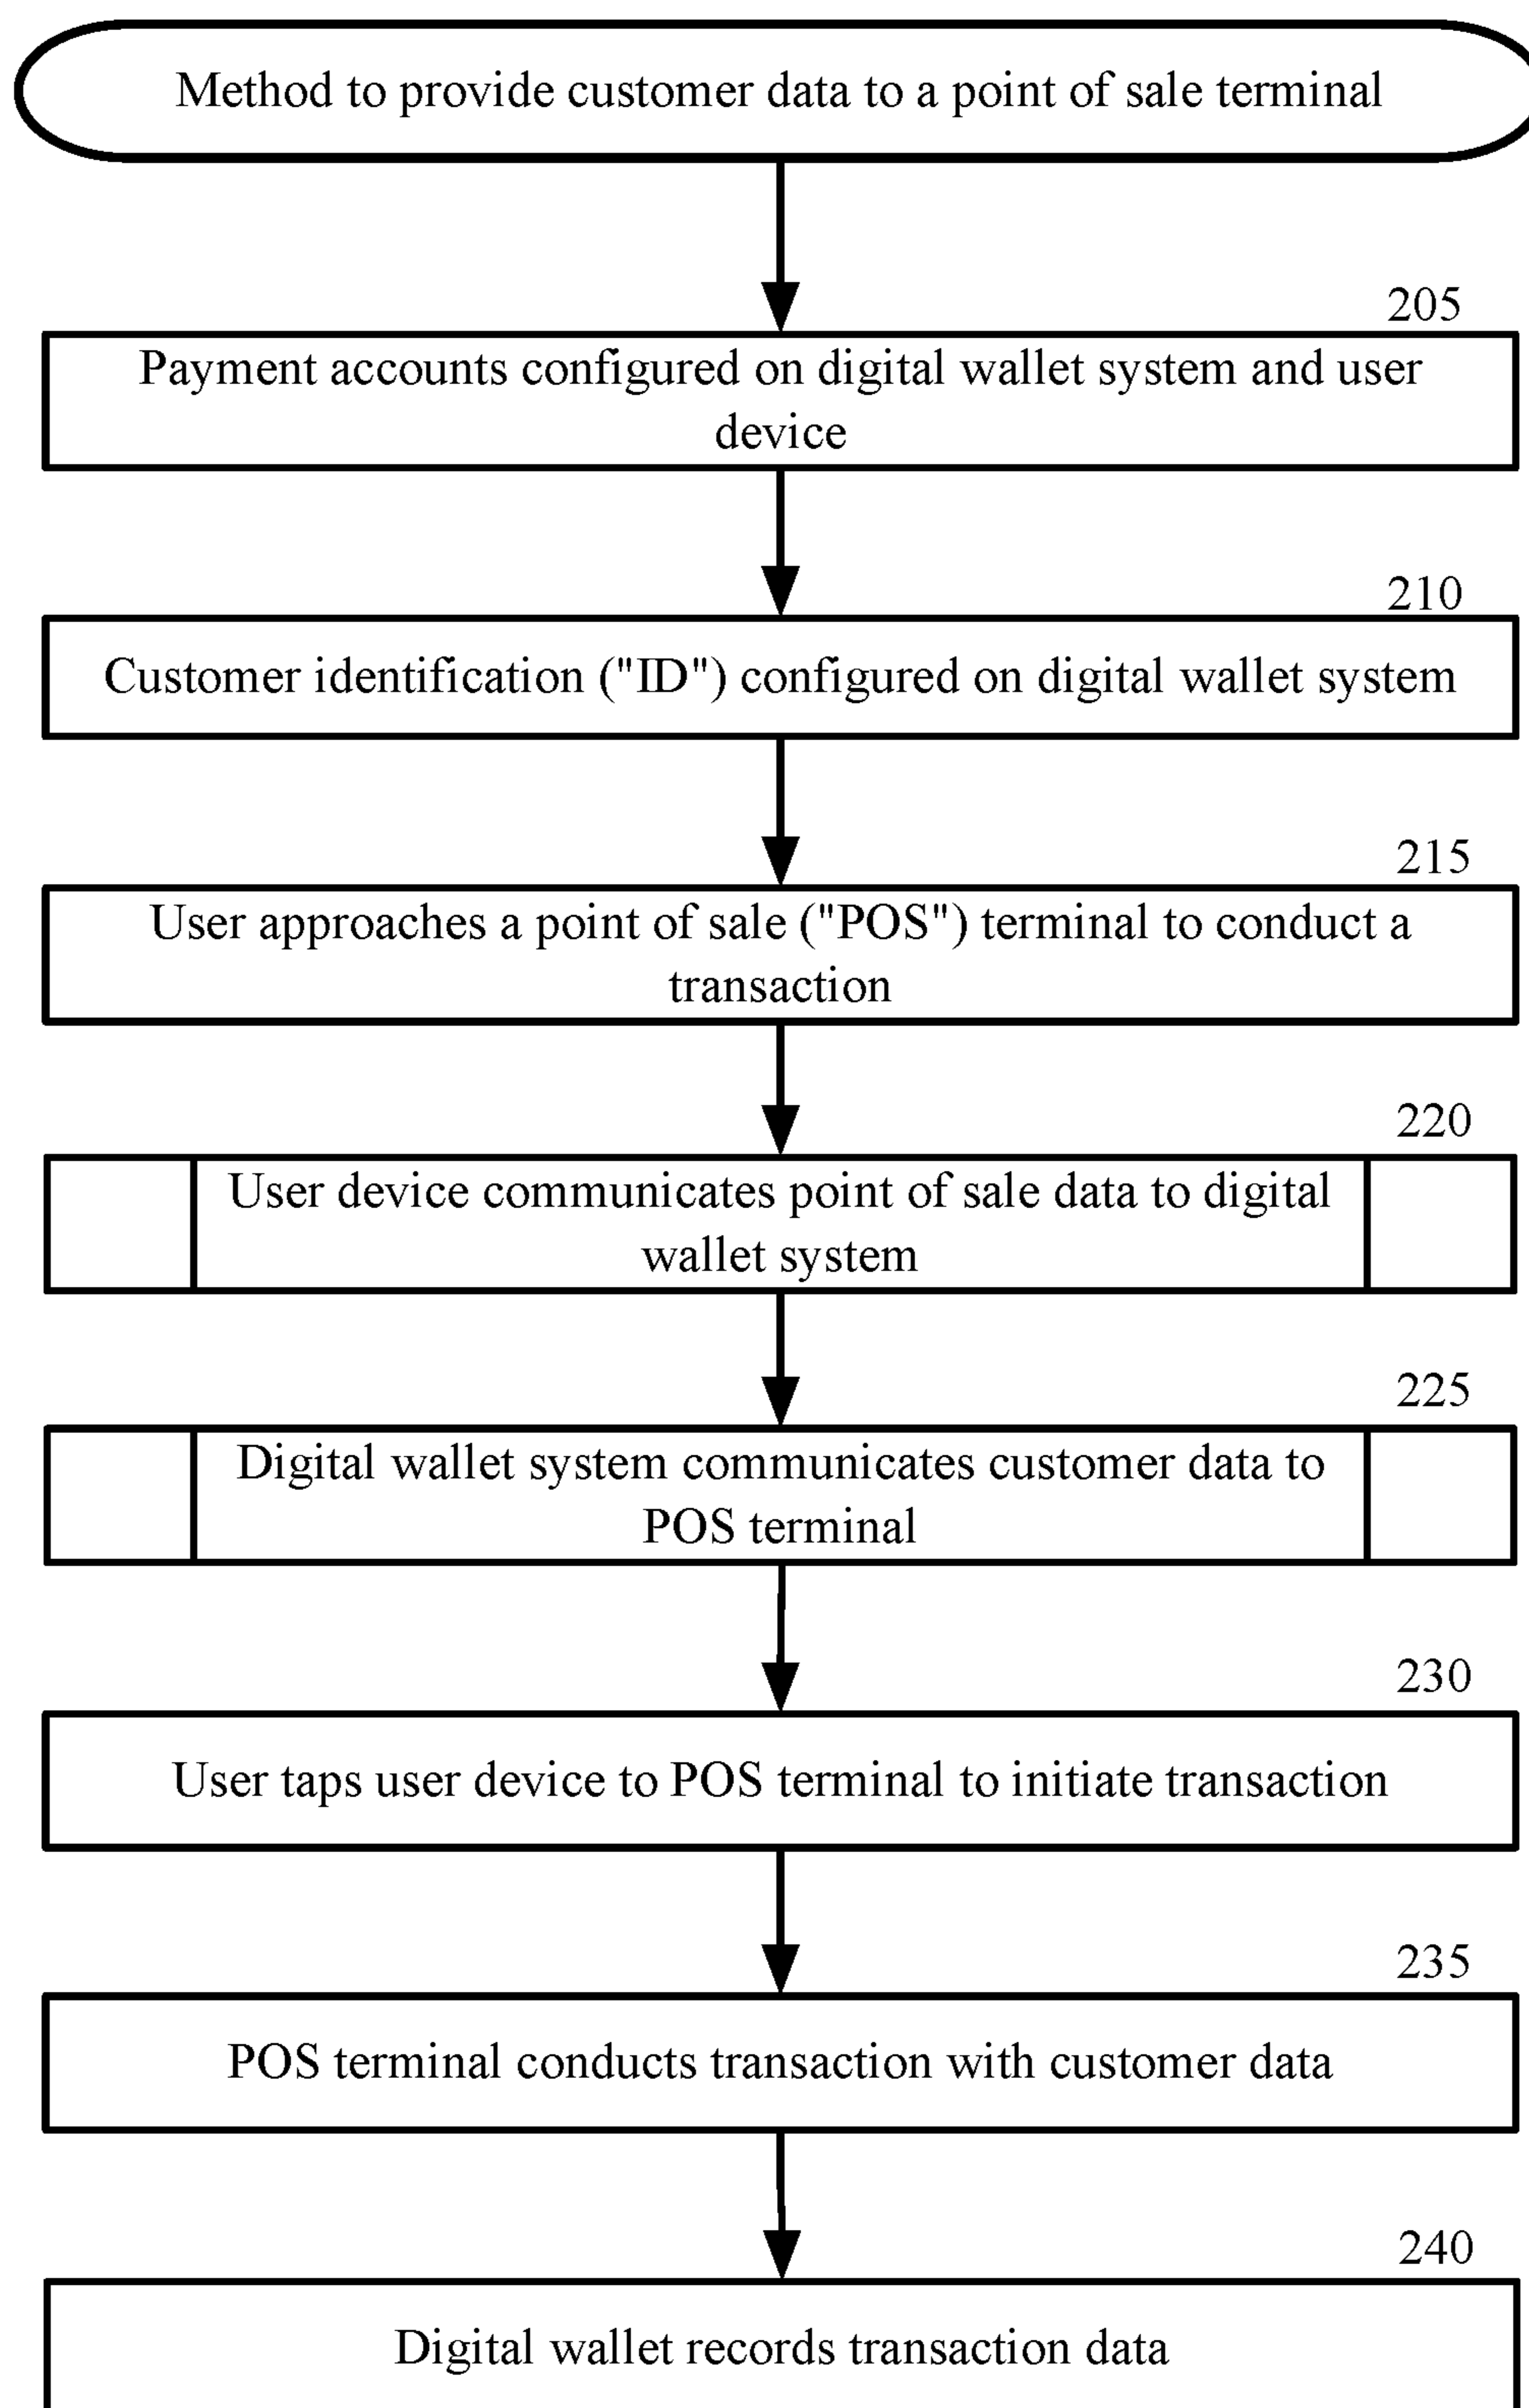 Method to provide customer data to a point of sale terminal
205
Payment accounts configured on digital wallet system and user
device
210
Customer identification ("ID") configured on digital wallet system
215
User approaches a point of sale ("POS") terminal to conduct a
transaction
220
User device communicates point of sale data to digital
wallet system
225
Digital wallet system communicates customer data to
POS terminal
230
User taps user device to POS terminal to initiate transaction
235
POS terminal conducts transaction with customer data
240
Digital wallet records transaction data